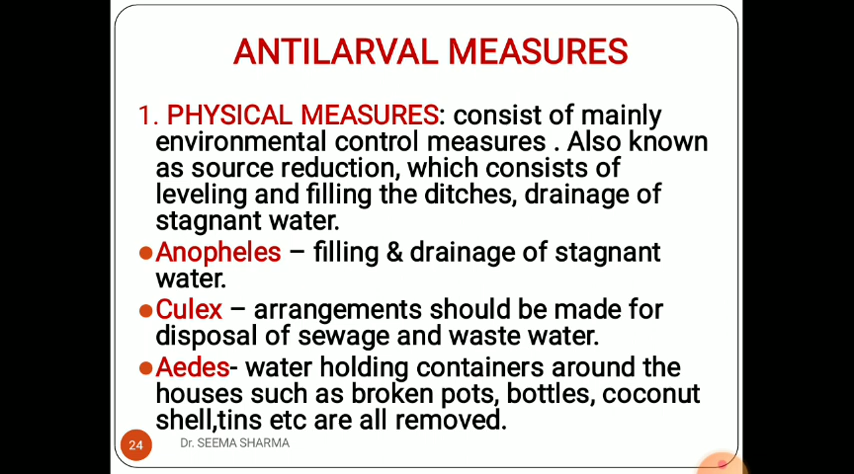 ANTILARVAL MEASURES
1. PHYSICAL MEASURES: consist of mainly
environmental control measures . Also known
as source reduction, which consists of
leveling and filling the ditches, drainage of
stagnant water.
●Anopheles – filling & drainage of stagnant
water.
●Culex – arrangements should be made for
disposal of sewage and waste water.
●Aedes- water holding containers around the
houses such as broken pots, bottles, coconut
shell,tins etc are all removed.
24 Dr. SEEMA SHARMA